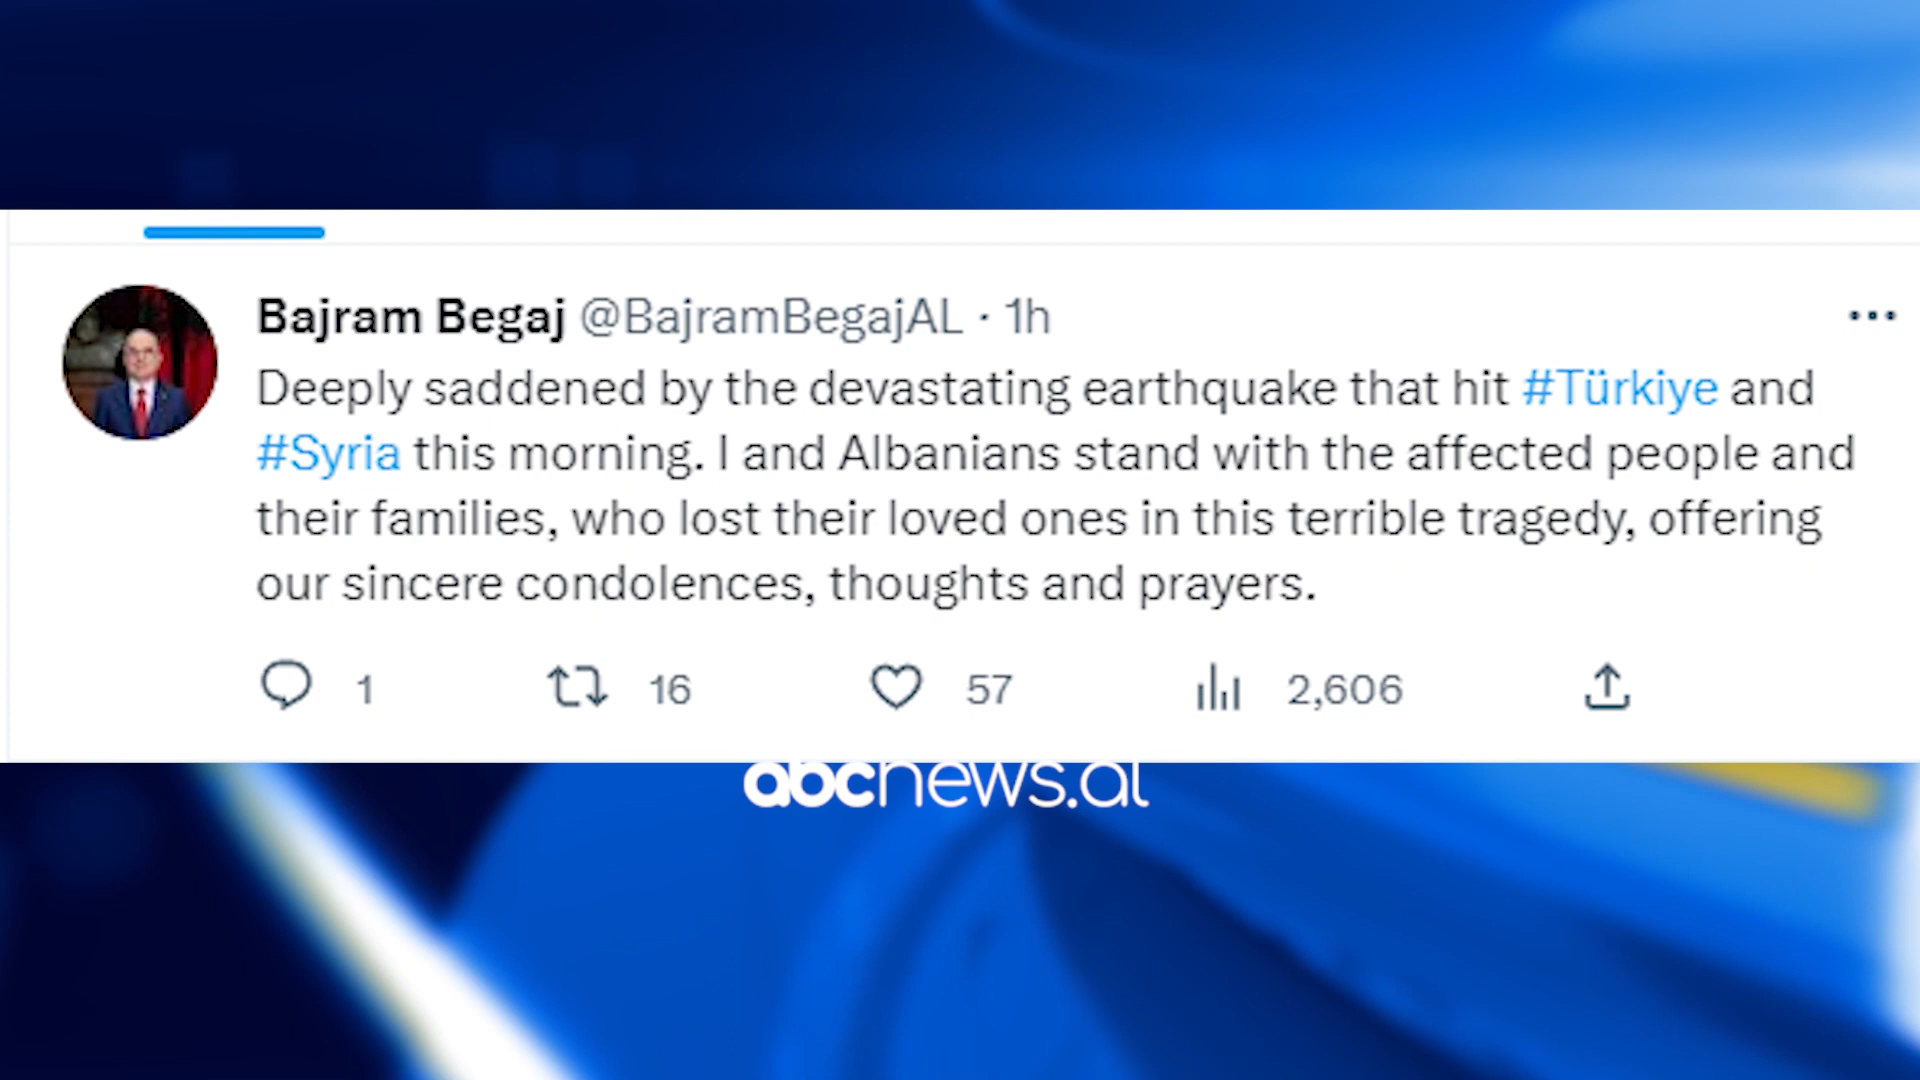 Bajram Begaj @BajramBegajAL · 1h
Deeply saddened by the devastating earthquake that hit #Türkiye and
#Syria this morning. I and Albanians stand with the affected people and
their families, who lost their loved ones in this terrible tragedy, offering
our sincere condolences, thoughts and prayers.
1 16 57 2,606
abcnews.al